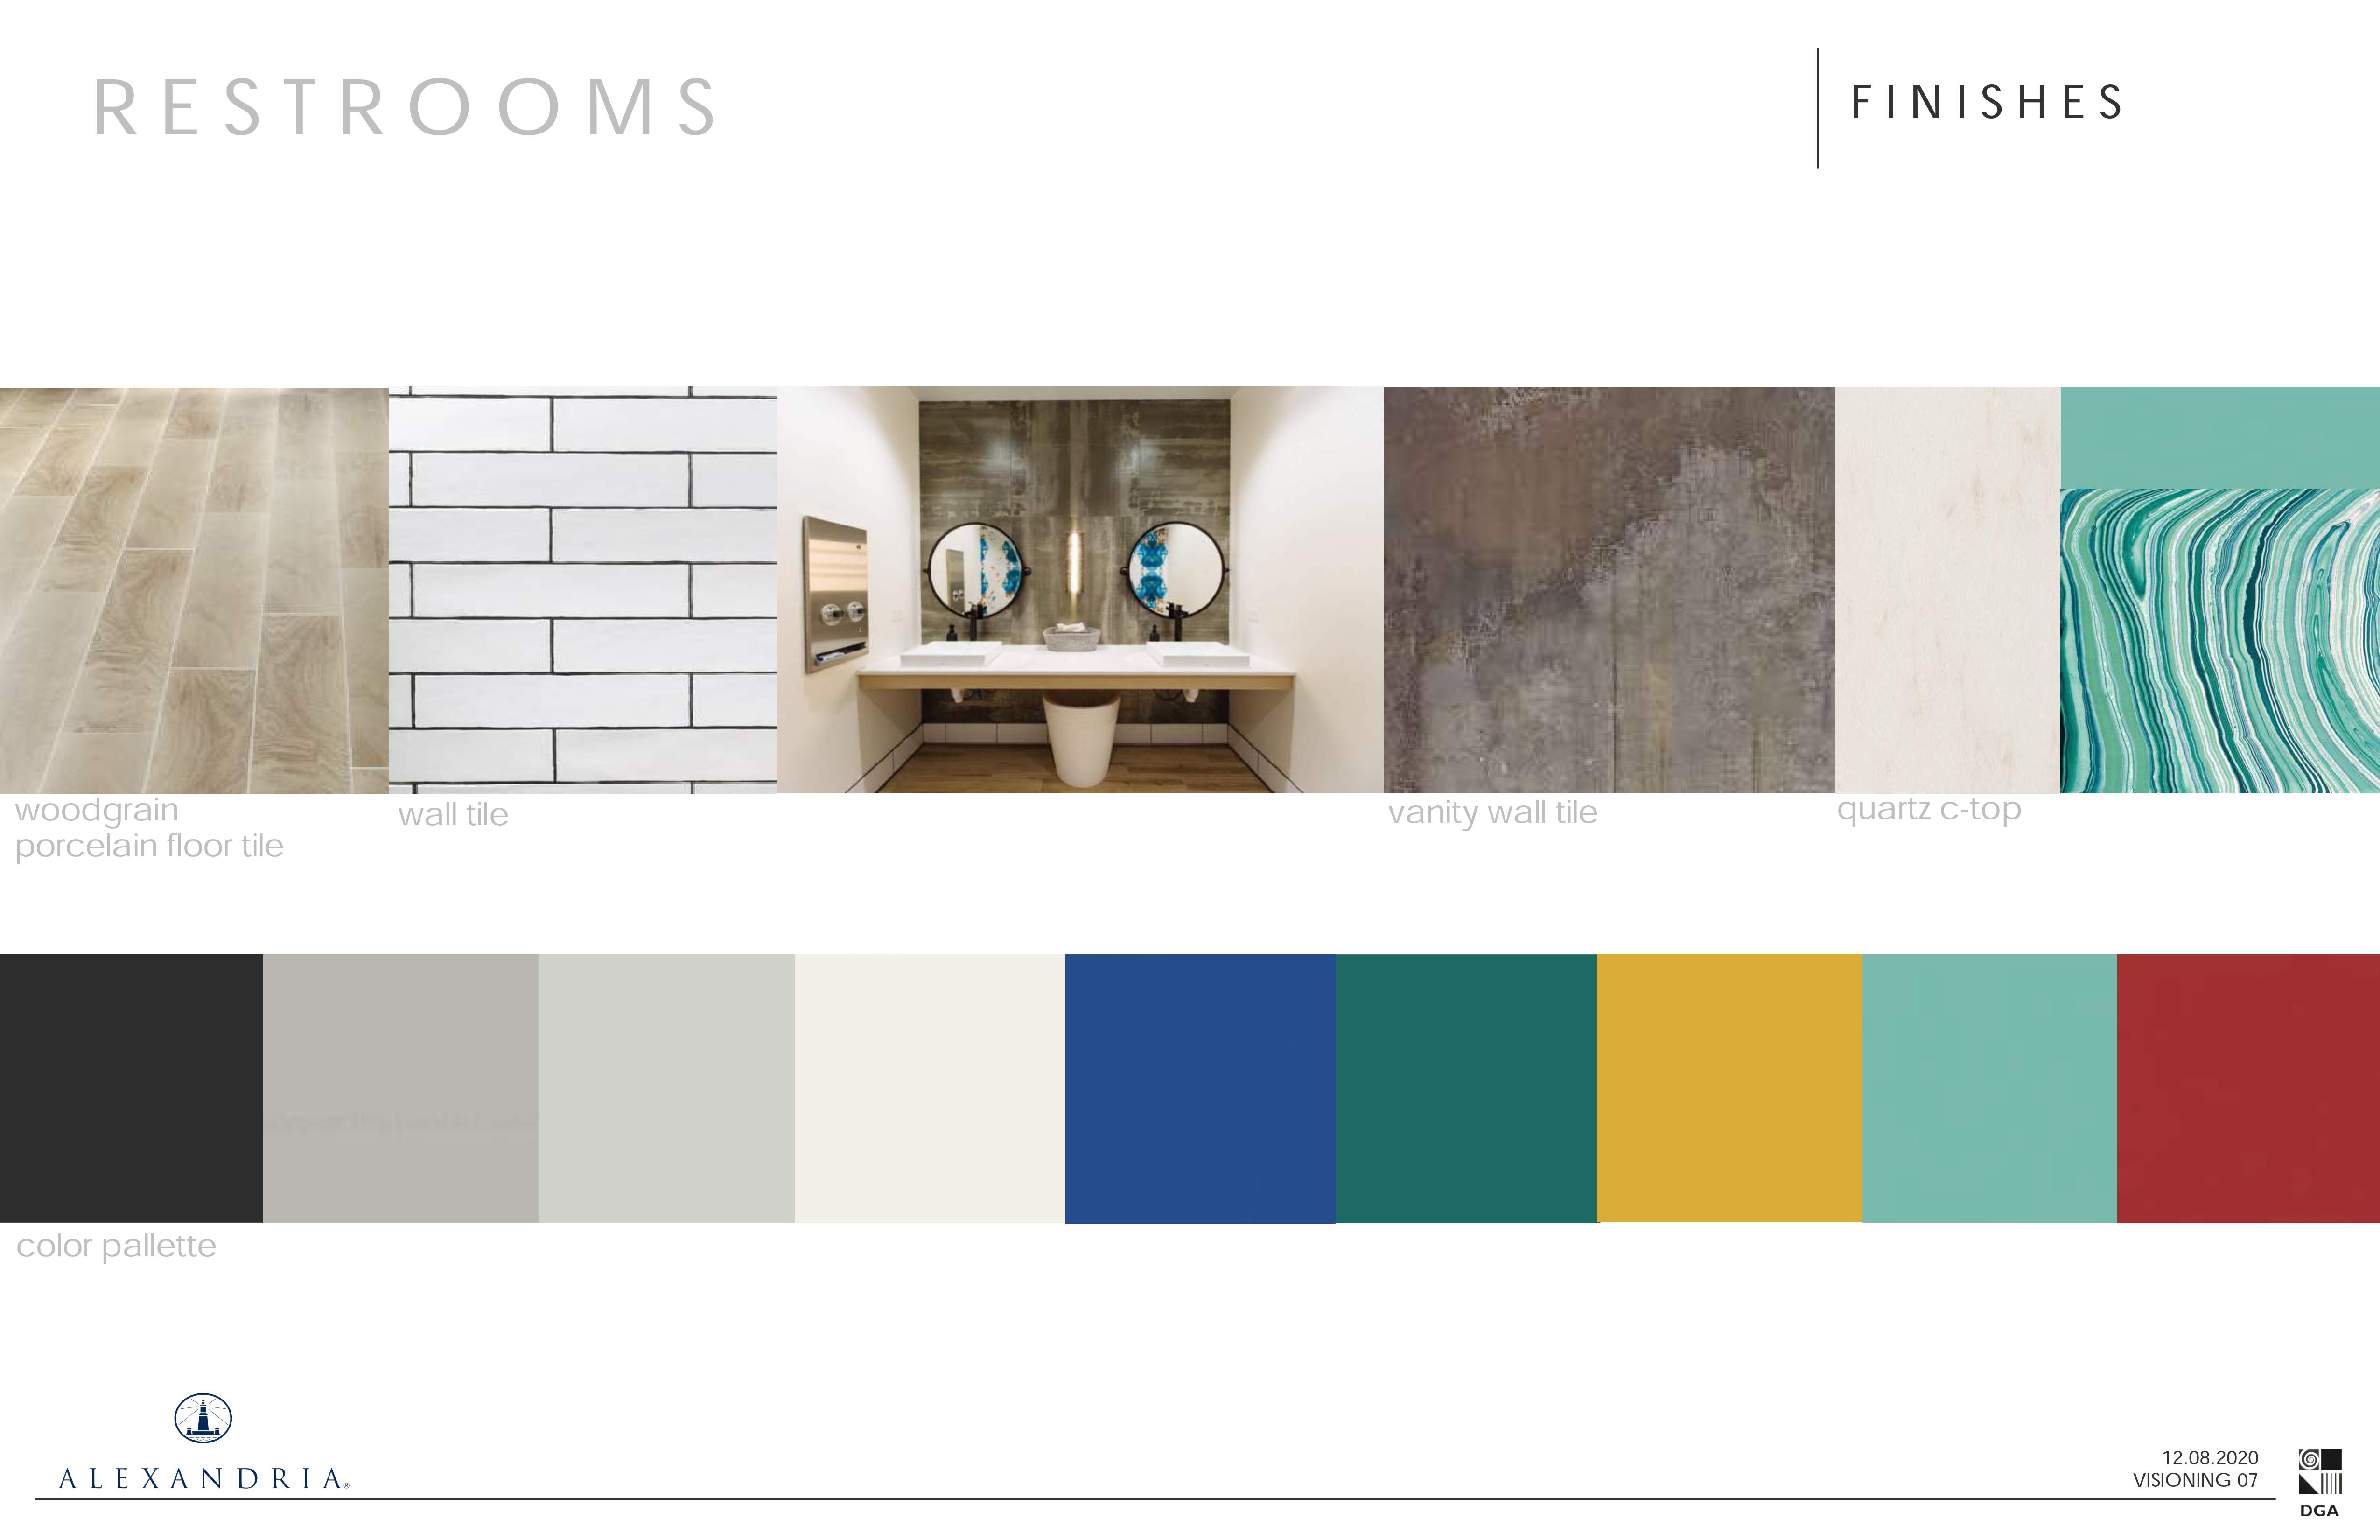 RESTROOMS
FINISHES
woodgrain
porcelain floor tile
wall tile
vanity wall tile
quartz c-top
color pallette
ALEXANDRIA®
12.08.2020
VISIONING 07
DGA